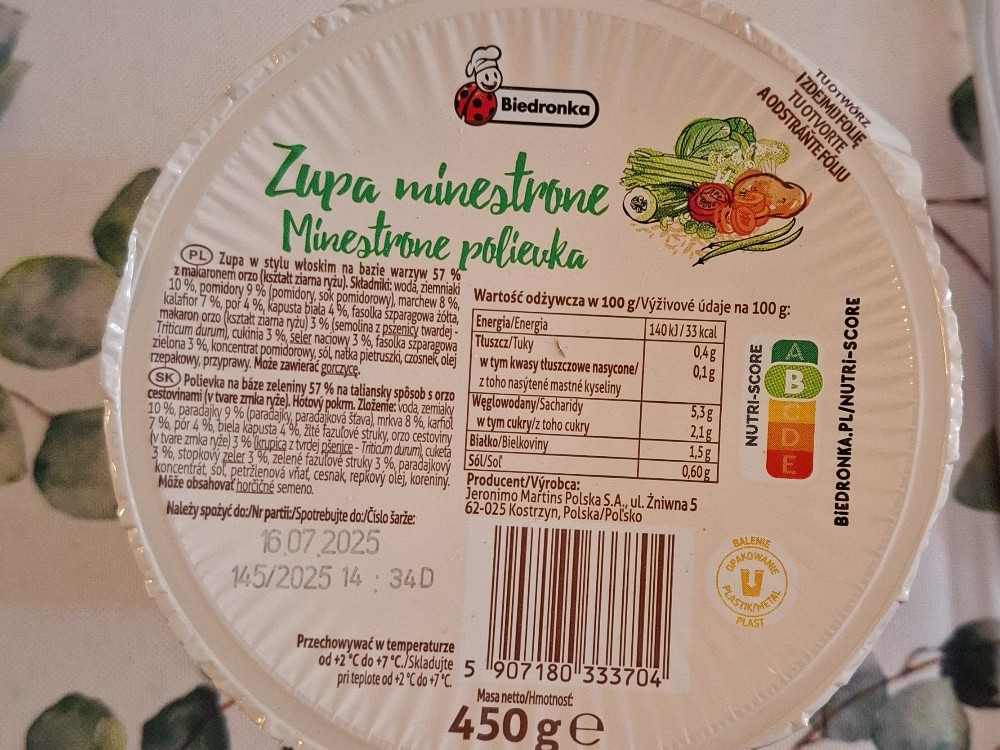 Biedronka
TU OTWÓRZ
I ZDEJMIJ FOLIĘ
TU OTVORTE
A ODSTRÁŇTE FÓLIU
Zupa minestrone
Minestrone polievka
PL Zupa w stylu włoskim na bazie warzyw 57 %
z makaronem orzo (kształt ziarna ryżu). Składniki: woda, ziemniaki
10 %, pomidory 9 % (pomidory, sok pomidorowy), marchew 8 %,
kalafior 7 %, por 4 %, kapusta biała 4 %, fasolka szparagowa żółta,
makaron orzo (kształt ziarna ryżu) 3 % (semolina z pszenicy twardej -
Triticum durum), cukinia 3 %, seler naciowy 3 %, fasolka szparagowa
zielona 3 %, koncentrat pomidorowy, sól, natka pietruszki, czosnek, olej
rzepakowy, przyprawy. Może zawierać gorczycę.
SK Polievka na báze zeleniny 57 % na taliansky spôsob s orzo
cestovinami (v tvare zrnka ryže). Hotový pokrm. Zloženie: voda, zemiaky
10 %, paradajky 9 % (paradajky, paradajková šťava), mrkva 8 %, karfiol
7 %, pór 4 %, biela kapusta 4 %, žlté fazuľové struky, orzo cestoviny
(v tvare zrnka ryže) 3 % (krupica z tvrdej pšenice - Triticum durum), cuketa
3 %, stopkový zeler 3 %, zelené fazuľové struky 3 %, paradajkový
koncentrát, soľ, petržlenová vňať, cesnak, repkový olej, koreniny.
Môže obsahovať horčičné semeno.
Należy spożyć do:/Nr partii:/Spotrebujte do:/Číslo šarže:
16.07.2025
145/2025 14 : 34D
Przechowywać w temperaturze
od +2 °C do +7 °C./Skladujte
pri teplote od +2 °C do +7 °C.
Wartość odżywcza w 100 g/Výživové údaje na 100 g:
Energia/Energia 140 kJ/33 kcal
Tłuszcz/Tuky 0,4 g
w tym kwasy tłuszczowe nasycone/ 0,1 g
z toho nasýtené mastné kyseliny
Węglowodany/Sacharidy 5,3 g
w tym cukry/z toho cukry 2,1 g
Białko/Bielkoviny 1,5 g
Sól/Soľ 0,60 g
Producent/Výrobca:
Jeronimo Martins Polska S.A., ul. Żniwna 5
62-025 Kostrzyn, Polska/Poľsko
NUTRI-SCORE
A
B
C
D
E
BIEDRONKA.PL/NUTRI-SCORE
BALENIE
OPAKOWANIE
PLASTIK/METAL
PLAST
5 907180 333704
Masa netto/Hmotnosť:
450 g e